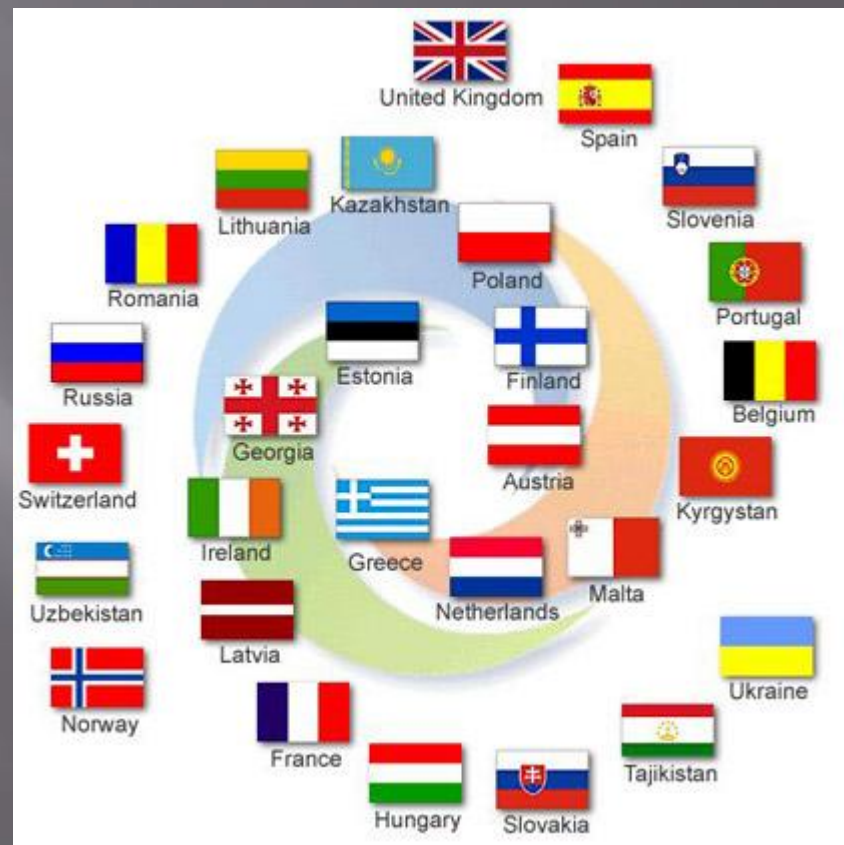 United Kingdom
Spain
Lithuania
Kazakhstan
Slovenia
Romania
Poland
Portugal
Russia
Estonia
Finland
Belgium
Georgia
Austria
Switzerland
Kyrgystan
Ireland
Greece
Netherlands
Malta
Uzbekistan
Latvia
Ukraine
Norway
France
Tajikistan
Hungary
Slovakia